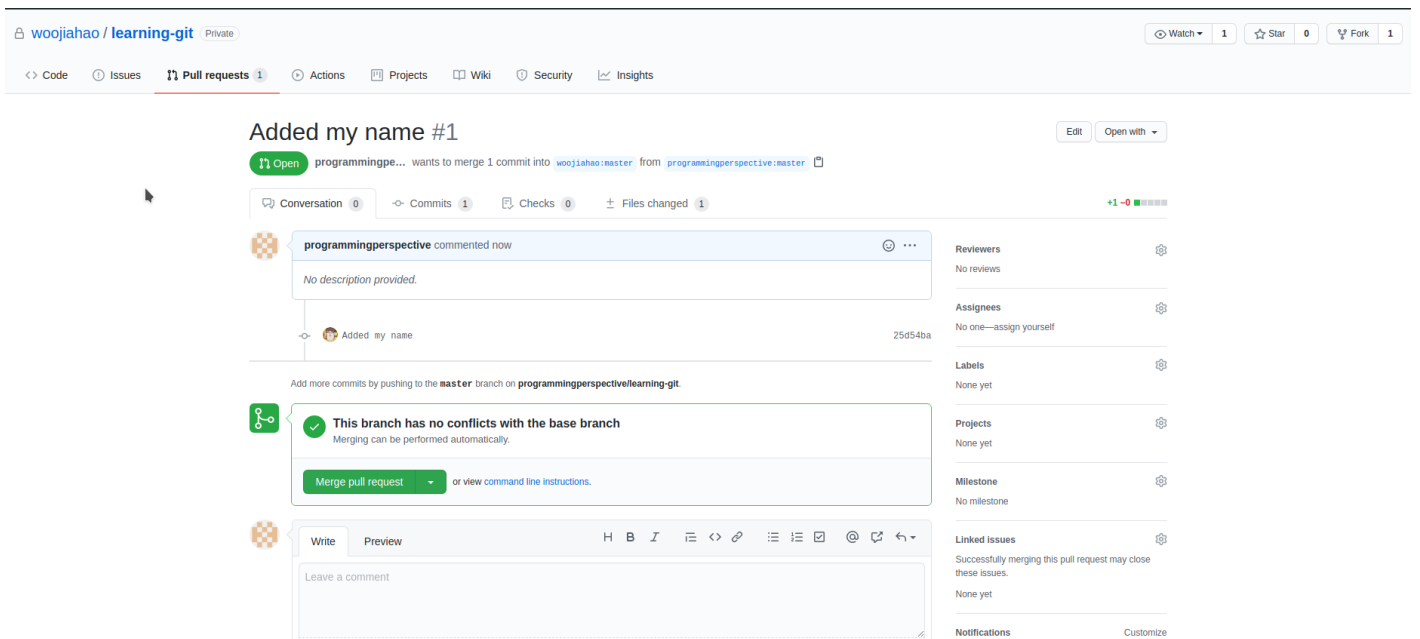 woojiahao / learning-git Private
Watch 1 Star 0 Fork 1
Code Issues Pull requests 1 Actions Projects Wiki Security Insights
Added my name #1
Edit Open with
Open programmingpe... wants to merge 1 commit into woojiahao:master from programmingperspective:master
Conversation 0 Commits 1 Checks 0 Files changed 1
+1 −0
programmingperspective commented now
No description provided.
Added my name 25d54ba
Add more commits by pushing to the master branch on programmingperspective/learning-git.
This branch has no conflicts with the base branch
Merging can be performed automatically.
Merge pull request or view command line instructions.
Write Preview
Leave a comment
Reviewers
No reviews
Assignees
No one—assign yourself
Labels
None yet
Projects
None yet
Milestone
No milestone
Linked issues
Successfully merging this pull request may close
these issues.
None yet
Notifications Customize